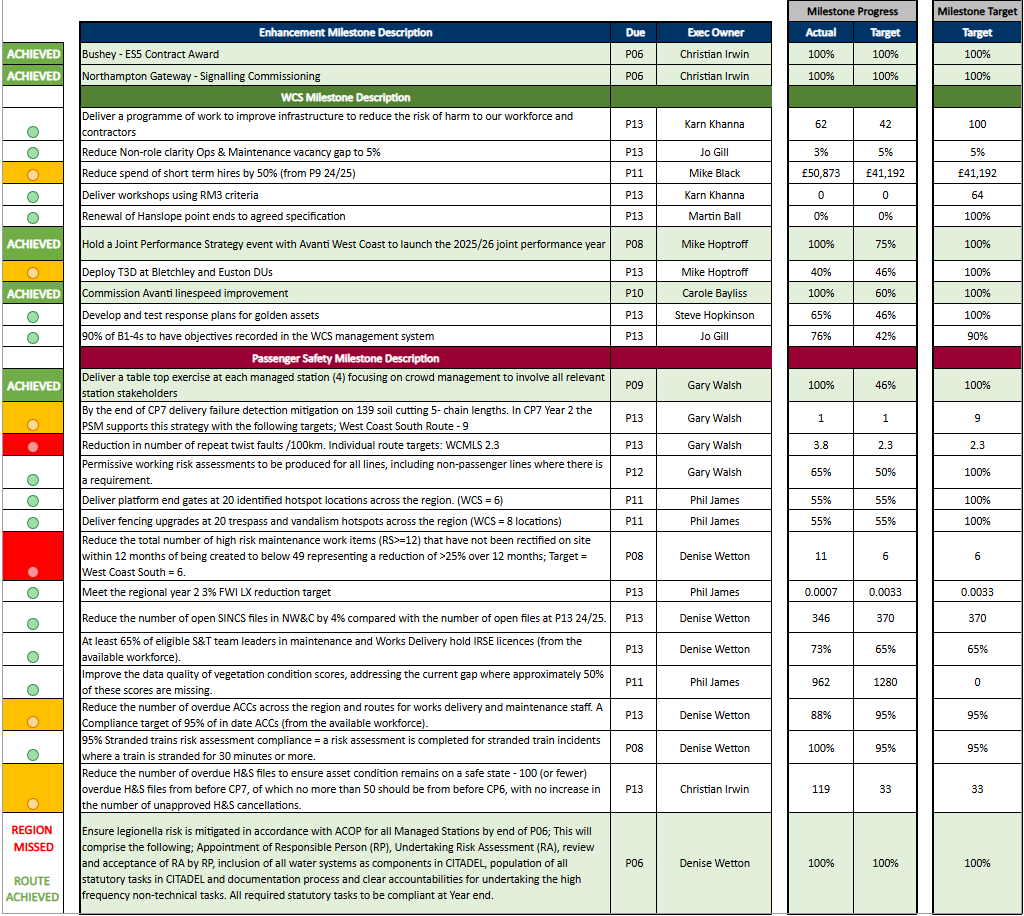 Milestone Progress Milestone Target
Enhancement Milestone Description Due Exec Owner Actual Target Target
ACHIEVED Bushey - ES5 Contract Award P06 Christian Irwin 100% 100% 100%
ACHIEVED Northampton Gateway - Signalling Commissioning P06 Christian Irwin 100% 100% 100%
WCS Milestone Description
Deliver a programme of work to improve infrastructure to reduce the risk of harm to our workforce and
contractors P13 Karn Khanna 62 42 100
Reduce Non-role clarity Ops & Maintenance vacancy gap to 5% P13 Jo Gill 3% 5% 5%
Reduce spend of short term hires by 50% (from P9 24/25) P11 Mike Black £50,873 £41,192 £41,192
Deliver workshops using RM3 criteria P13 Karn Khanna 0 0 64
Renewal of Hanslope point ends to agreed specification P13 Martin Ball 0% 0% 100%
ACHIEVED Hold a Joint Performance Strategy event with Avanti West Coast to launch the 2025/26 joint performance year P08 Mike Hoptroff 100% 75% 100%
Deploy T3D at Bletchley and Euston DUs P13 Mike Hoptroff 40% 46% 100%
ACHIEVED Commission Avanti linespeed improvement P10 Carole Bayliss 100% 60% 100%
Develop and test response plans for golden assets P13 Steve Hopkinson 65% 46% 100%
90% of B1-4s to have objectives recorded in the WCS management system P13 Jo Gill 76% 42% 90%
Passenger Safety Milestone Description
ACHIEVED Deliver a table top exercise at each managed station (4) focusing on crowd management to involve all relevant
station stakeholders P09 Gary Walsh 100% 46% 100%
By the end of CP7 delivery failure detection mitigation on 139 soil cutting 5- chain lengths. In CP7 Year 2 the
PSM supports this strategy with the following targets; West Coast South Route - 9 P13 Gary Walsh 1 1 9
Reduction in number of repeat twist faults /100km. Individual route targets: WCMLS 2.3 P13 Gary Walsh 3.8 2.3 2.3
Permissive working risk assessments to be produced for all lines, including non-passenger lines where there is
a requirement. P12 Gary Walsh 65% 50% 100%
Deliver platform end gates at 20 identified hotspot locations across the region. (WCS = 6) P11 Phil James 55% 55% 100%
Deliver fencing upgrades at 20 trespass and vandalism hotspots across the region (WCS = 8 locations) P11 Phil James 55% 55% 100%
Reduce the total number of high risk maintenance work items (RS>=12) that have not been rectified on site
within 12 months of being created to below 49 representing a reduction of >25% over 12 months; Target =
West Coast South = 6. P08 Denise Wetton 11 6 6
Meet the regional year 2 3% FWI LX reduction target P13 Phil James 0.0007 0.0033 0.0033
Reduce the number of open SINCS files in NW&C by 4% compared with the number of open files at P13 24/25. P13 Denise Wetton 346 370 370
At least 65% of eligible S&T team leaders in maintenance and Works Delivery hold IRSE licences (from the
available workforce). P13 Denise Wetton 73% 65% 65%
Improve the data quality of vegetation condition scores, addressing the current gap where approximately 50%
of these scores are missing. P11 Phil James 962 1280 0
Reduce the number of overdue ACCs across the region and routes for works delivery and maintenance staff. A
Compliance target of 95% of in date ACCs (from the available workforce). P13 Denise Wetton 88% 95% 95%
95% Stranded trains risk assessment compliance = a risk assessment is completed for stranded train incidents
where a train is stranded for 30 minutes or more. P08 Denise Wetton 100% 95% 95%
Reduce the number of overdue H&S files to ensure asset condition remains on a safe state - 100 (or fewer)
overdue H&S files from before CP7, of which no more than 50 should be from before CP6, with no increase in
the number of unapproved H&S cancellations. P13 Christian Irwin 119 33 33
REGION
MISSED
ROUTE
ACHIEVED
Ensure legionella risk is mitigated in accordance with ACOP for all Managed Stations by end of P06; This will
comprise the following; Appointment of Responsible Person (RP), Undertaking Risk Assessment (RA), review
and acceptance of RA by RP, inclusion of all water systems as components in CITADEL, population of all
statutory tasks in CITADEL and documentation process and clear accountabilities for undertaking the high
frequency non-technical tasks. All required statutory tasks to be compliant at Year end. P06 Denise Wetton 100% 100% 100%